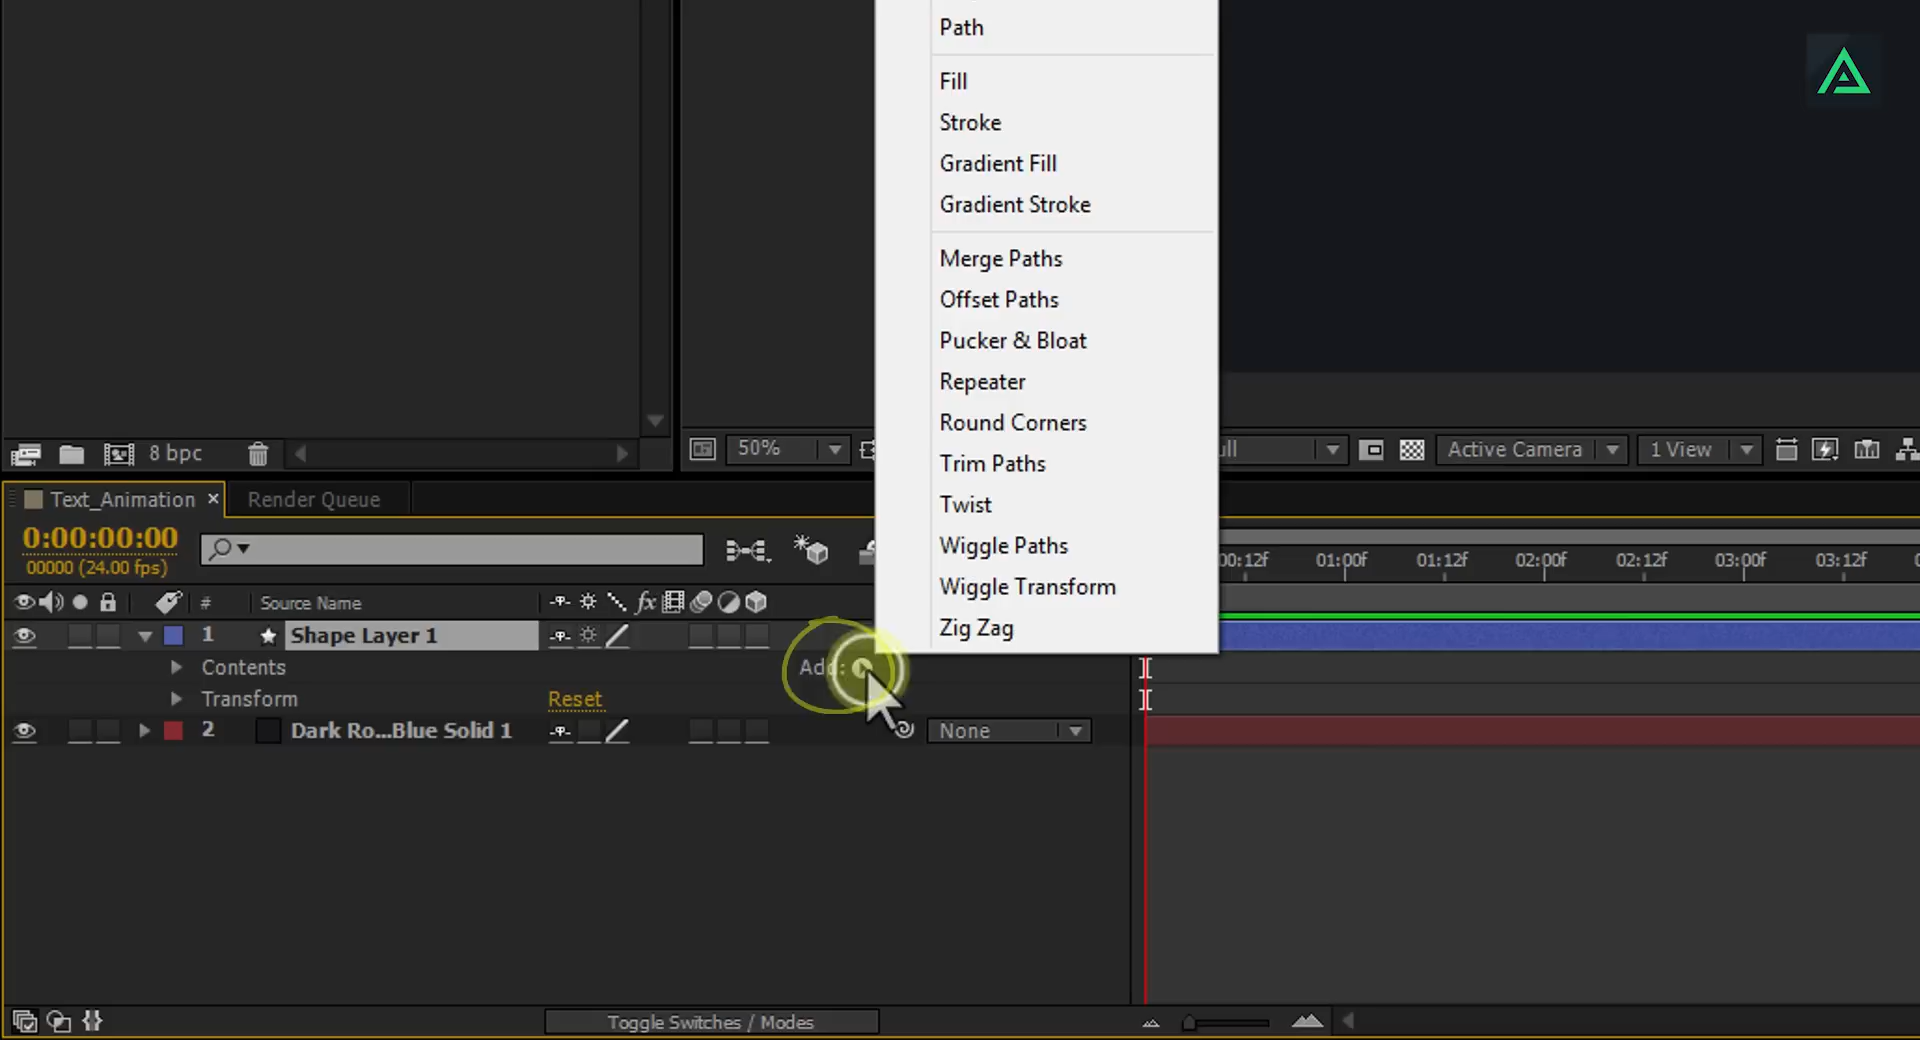 Path
Fill
Stroke
Gradient Fill
Gradient Stroke
Merge Paths
Offset Paths
Pucker & Bloat
Repeater
Round Corners
Trim Paths
Twist
Wiggle Paths
Wiggle Transform
Zig Zag
8 bpc
50%
ull
Active Camera
1 View
Text_Animation ×
Render Queue
0:00:00:00
00000 (24.00 fps)
00:12f 01:00f 01:12f 02:00f 02:12f 03:00f 03:12f
# Source Name
fx
1 Shape Layer 1
Contents
Add:
Transform
Reset
2 Dark Ro...Blue Solid 1
None
Toggle Switches / Modes